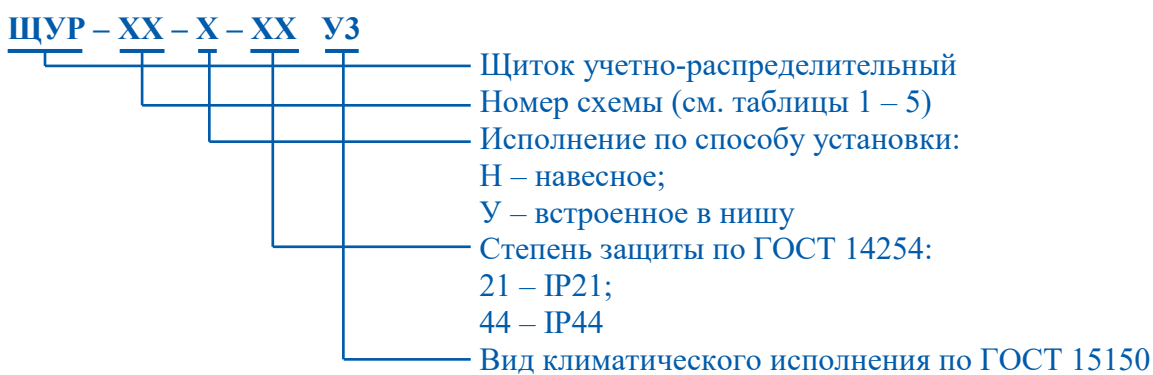 ЩУР – ХХ – Х – ХХ У3
Щиток учетно-распределительный
Номер схемы (см. таблицы 1 – 5)
Исполнение по способу установки:
Н – навесное;
У – встроенное в нишу
Степень защиты по ГОСТ 14254:
21 – IP21;
44 – IP44
Вид климатического исполнения по ГОСТ 15150